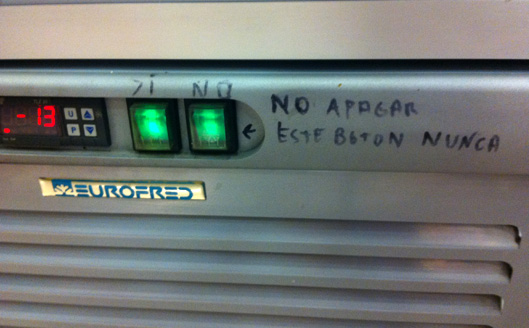 SI NO
-13
U
P
NO APAGAR
ESTE BOTON NUNCA
EUROFRED